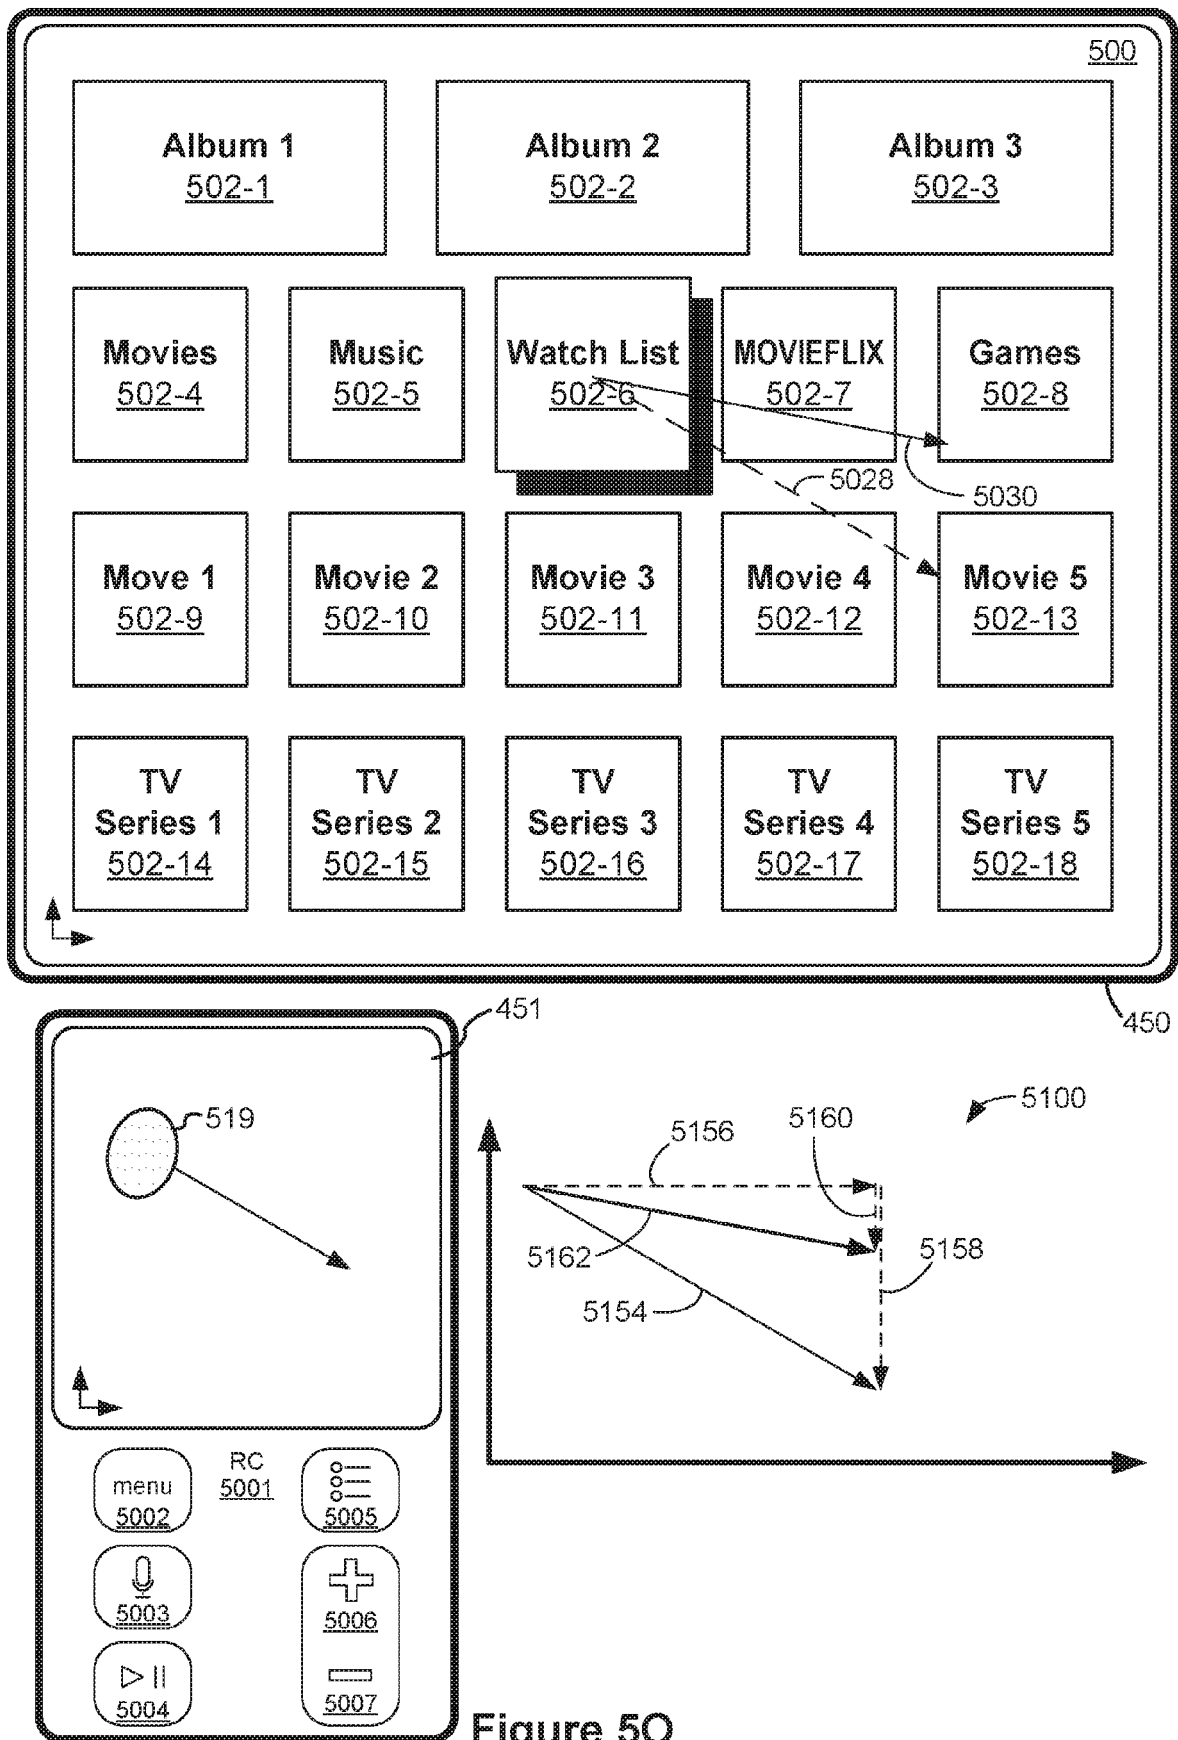 500
Album 1
502-1
Album 2
502-2
Album 3
502-3
Movies
502-4
Music
502-5
Watch List
502-6
MOVIEFLIX
502-7
Games
502-8
5028
5030
Move 1
502-9
Movie 2
502-10
Movie 3
502-11
Movie 4
502-12
Movie 5
502-13
TV
Series 1
502-14
TV
Series 2
502-15
TV
Series 3
502-16
TV
Series 4
502-17
TV
Series 5
502-18
450
451
519
5100
5156
5160
5162
5158
5154
RC
5001
menu
5002
5005
5003
5006
5004
5007
Figure 5O